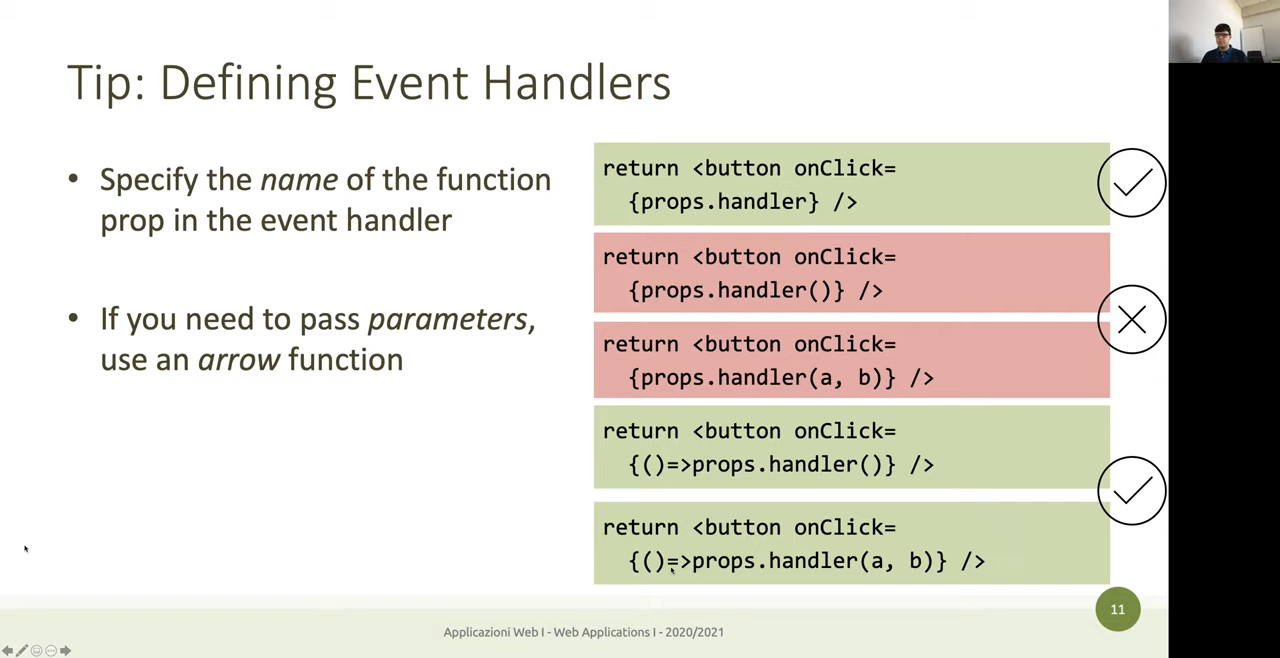 Tip: Defining Event Handlers
• Specify the name of the function
prop in the event handler
• If you need to pass parameters,
use an arrow function
return <button onClick=
{props.handler} />
return <button onClick=
{props.handler()} />
return <button onClick=
{props.handler(a, b)} />
return <button onClick=
{()=>props.handler()} />
return <button onClick=
{()=>props.handler(a, b)} />
11
Applicazioni Web I - Web Applications I - 2020/2021